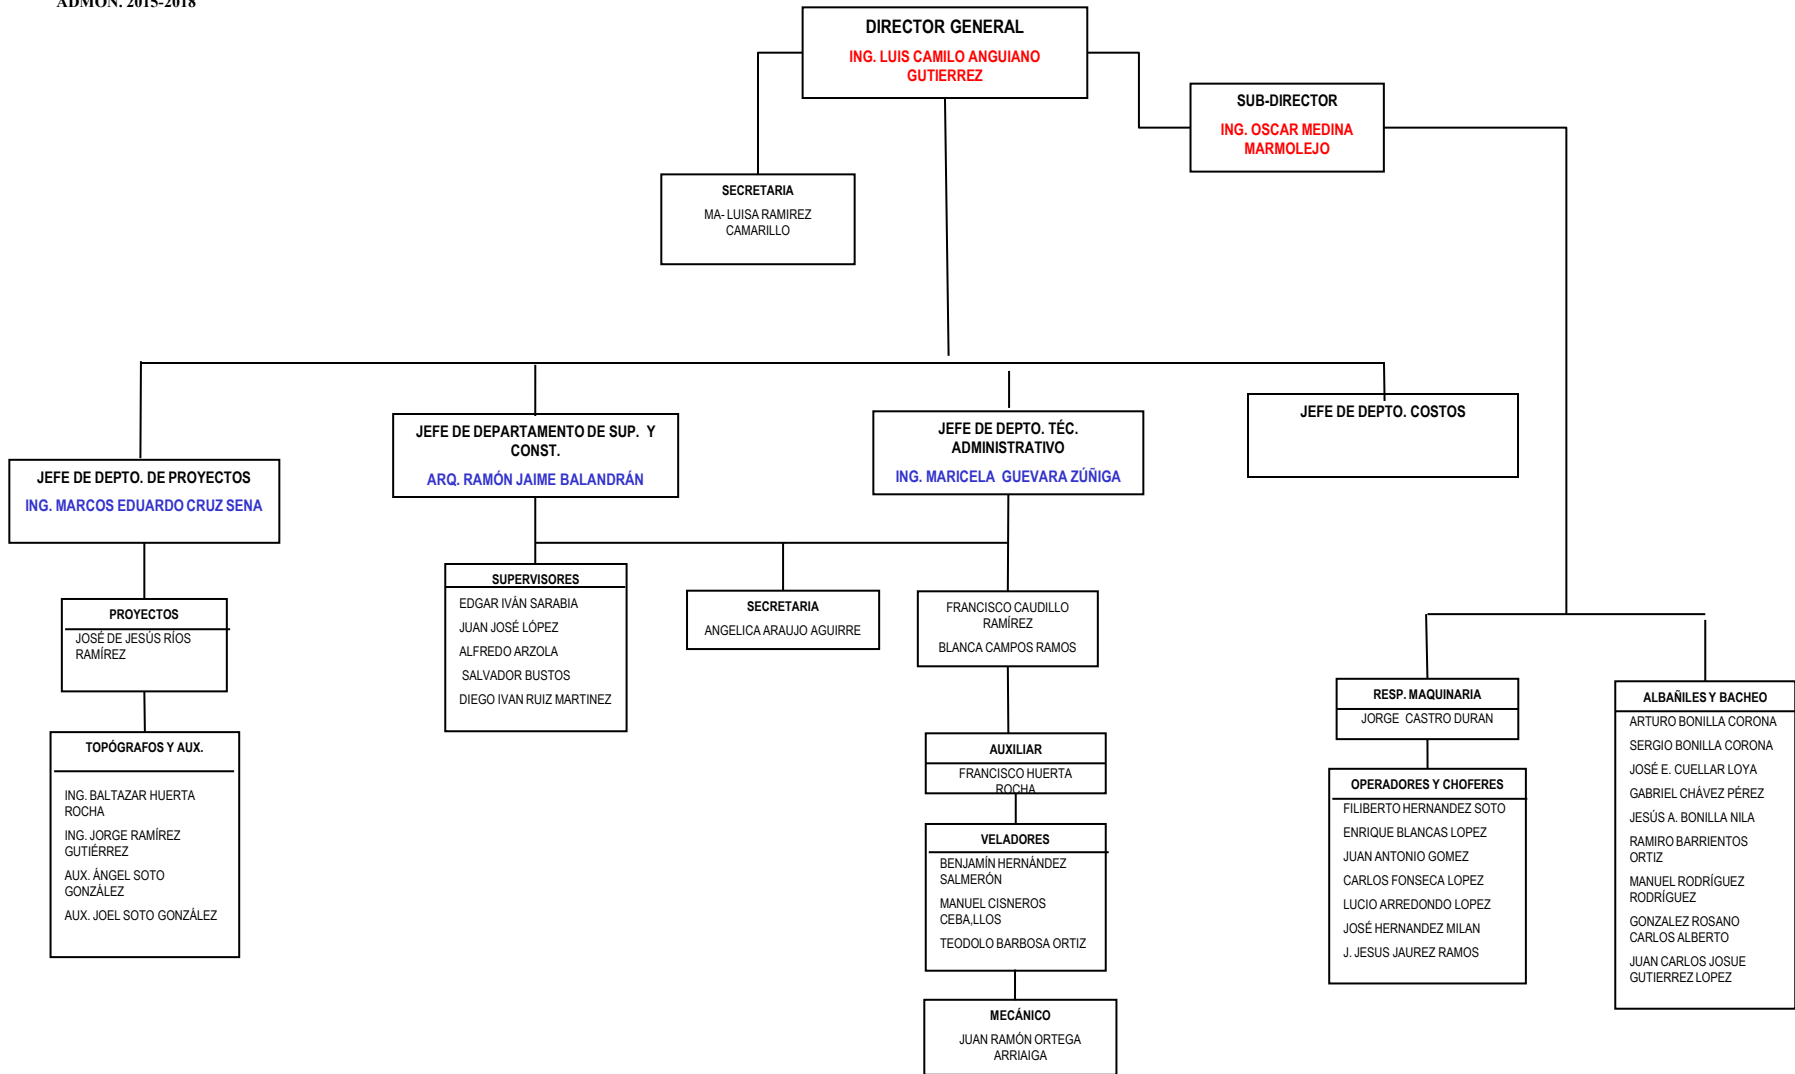 ADMON. 2015-2018
DIRECTOR GENERAL
ING. LUIS CAMILO ANGUIANO
GUTIERREZ
SUB-DIRECTOR
ING. OSCAR MEDINA
MARMOLEJO
SECRETARIA
MA- LUISA RAMIREZ
CAMARILLO
JEFE DE DEPTO. DE PROYECTOS
ING. MARCOS EDUARDO CRUZ SENA
JEFE DE DEPARTAMENTO DE SUP. Y
CONST.
ARQ. RAMÓN JAIME BALANDRÁN
JEFE DE DEPTO. TÉC.
ADMINISTRATIVO
ING. MARICELA GUEVARA ZÚÑIGA
JEFE DE DEPTO. COSTOS
PROYECTOS
JOSÉ DE JESÚS RÍOS
RAMÍREZ
TOPÓGRAFOS Y AUX.
ING. BALTAZAR HUERTA
ROCHA
ING. JORGE RAMÍREZ
GUTIÉRREZ
AUX. ÁNGEL SOTO
GONZÁLEZ
AUX. JOEL SOTO GONZÁLEZ
SUPERVISORES
EDGAR IVÁN SARABIA
JUAN JOSÉ LÓPEZ
ALFREDO ARZOLA
SALVADOR BUSTOS
DIEGO IVAN RUIZ MARTINEZ
SECRETARIA
ANGELICA ARAUJO AGUIRRE
FRANCISCO CAUDILLO
RAMÍREZ
BLANCA CAMPOS RAMOS
AUXILIAR
FRANCISCO HUERTA
ROCHA
VELADORES
BENJAMÍN HERNÁNDEZ
SALMERÓN
MANUEL CISNEROS
CEBA,LLOS
TEODOLO BARBOSA ORTIZ
MECÁNICO
JUAN RAMÓN ORTEGA
ARRIAIGA
RESP. MAQUINARIA
JORGE CASTRO DURAN
OPERADORES Y CHOFERES
FILIBERTO HERNANDEZ SOTO
ENRIQUE BLANCAS LOPEZ
JUAN ANTONIO GOMEZ
CARLOS FONSECA LOPEZ
LUCIO ARREDONDO LOPEZ
JOSÉ HERNANDEZ MILAN
J. JESUS JAUREZ RAMOS
ALBAÑILES Y BACHEO
ARTURO BONILLA CORONA
SERGIO BONILLA CORONA
JOSÉ E. CUELLAR LOYA
GABRIEL CHÁVEZ PÉREZ
JESÚS A. BONILLA NILA
RAMIRO BARRIENTOS
ORTIZ
MANUEL RODRÍGUEZ
RODRÍGUEZ
GONZALEZ ROSANO
CARLOS ALBERTO
JUAN CARLOS JOSUE
GUTIERREZ LOPEZ